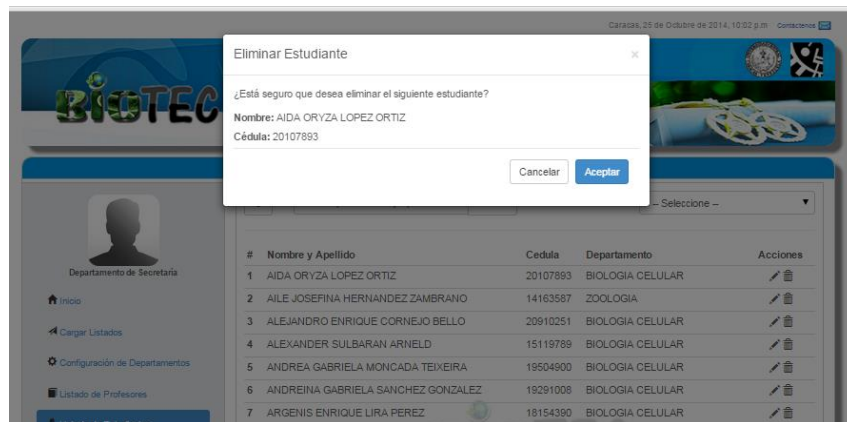 Caracas, 25 de Octubre de 2014, 10:02 p.m Contactenos
Eliminar Estudiante ×
¿Está seguro que desea eliminar el siguiente estudiante?
Nombre: AIDA ORYZA LOPEZ ORTIZ
Cédula: 20107893
Cancelar Aceptar
BIOTEC
-- Seleccione --
Departamento de Secretaría
Inicio
Cargar Listados
Configuración de Departamentos
Listado de Profesores
# Nombre y Apellido Cedula Departamento Acciones
1 AIDA ORYZA LOPEZ ORTIZ 20107893 BIOLOGIA CELULAR
2 AILE JOSEFINA HERNANDEZ ZAMBRANO 14163587 ZOOLOGIA
3 ALEJANDRO ENRIQUE CORNEJO BELLO 20910251 BIOLOGIA CELULAR
4 ALEXANDER SULBARAN ARNELD 15119789 BIOLOGIA CELULAR
5 ANDREA GABRIELA MONCADA TEIXEIRA 19504900 BIOLOGIA CELULAR
6 ANDREINA GABRIELA SANCHEZ GONZALEZ 19291008 BIOLOGIA CELULAR
7 ARGENIS ENRIQUE LIRA PEREZ 18154390 BIOLOGIA CELULAR